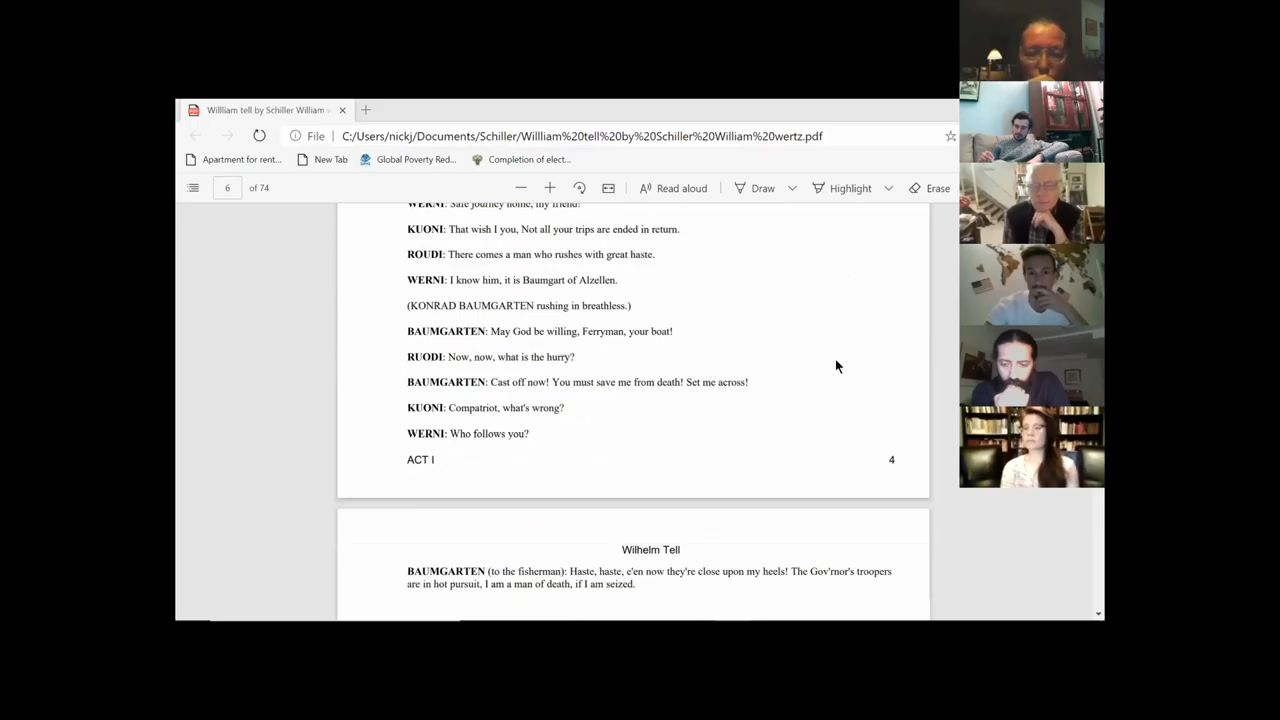 Willliam tell by Schiller William w
File C:/Users/nickj/Documents/Schiller/Willliam%20tell%20by%20Schiller%20William%20wertz.pdf
Apartment for rent... New Tab Global Poverty Red... Completion of elect...
6 of 74 Read aloud Draw Highlight Erase
WERNI: Safe journey home, my friend!
KUONI: That wish I you, Not all your trips are ended in return.
ROUDI: There comes a man who rushes with great haste.
WERNI: I know him, it is Baumgart of Alzellen.
(KONRAD BAUMGARTEN rushing in breathless.)
BAUMGARTEN: May God be willing, Ferryman, your boat!
RUODI: Now, now, what is the hurry?
BAUMGARTEN: Cast off now! You must save me from death! Set me across!
KUONI: Compatriot, what's wrong?
WERNI: Who follows you?
ACT I 4
Wilhelm Tell
BAUMGARTEN (to the fisherman): Haste, haste, e'en now they're close upon my heels! The Gov'rnor's troopers
are in hot pursuit, I am a man of death, if I am seized.